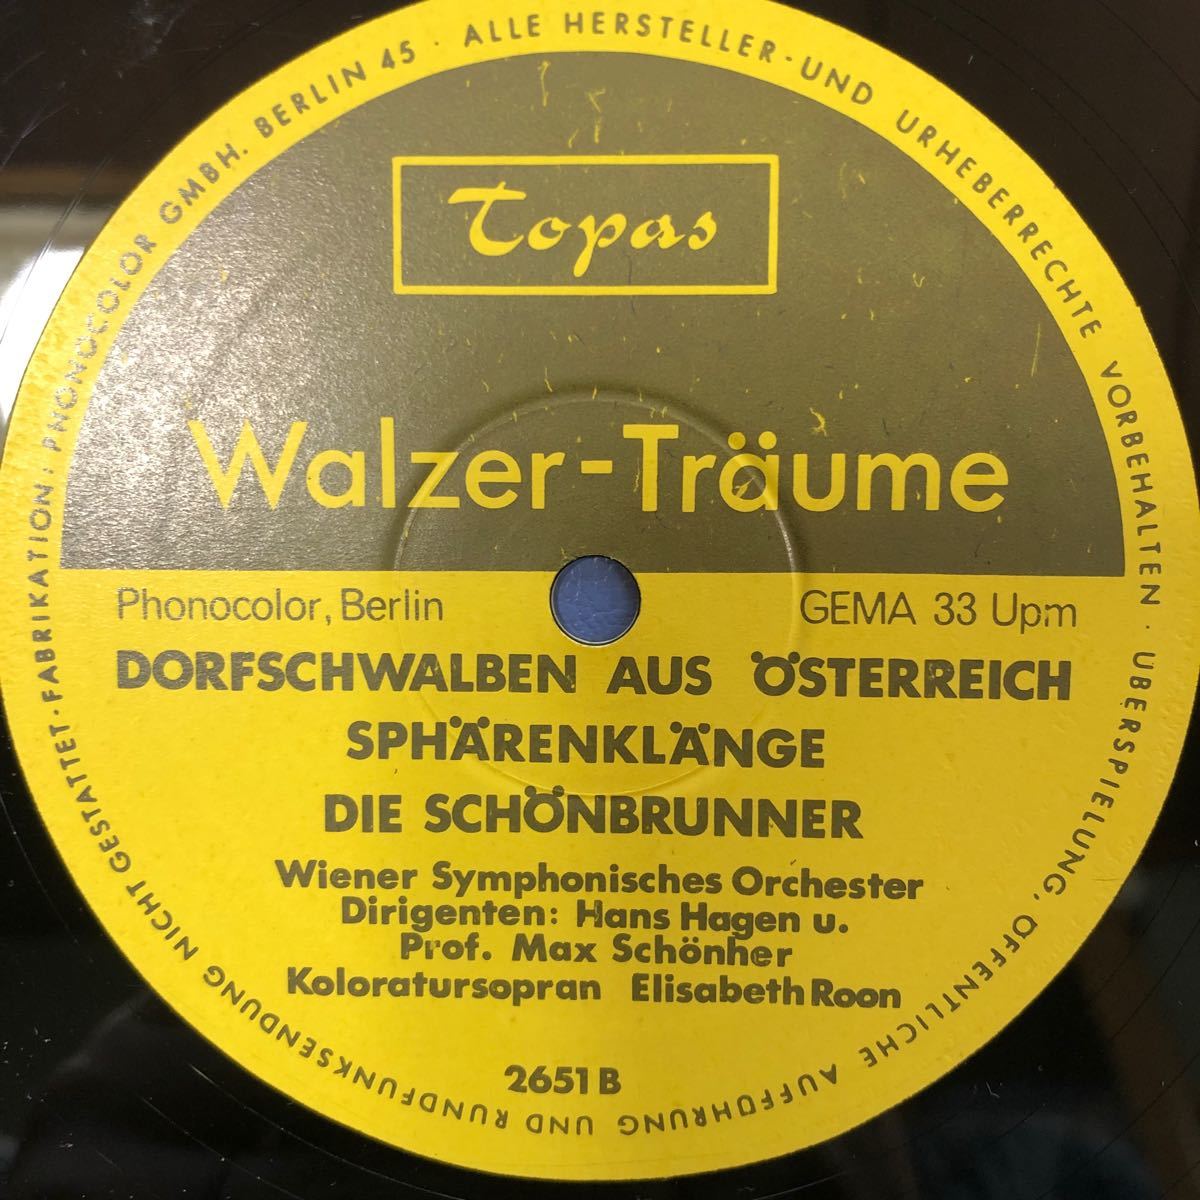 FABRIKATION: PHONOCOLOR GMBH. BERLIN 45 · ALLE HERSTELLER- UND URHEBERRECHTE VORBEHALTEN · ÜBERSPIELUNG, ÖFFENTLICHE AUFFÜHRUNG UND RUNDFUNKSENDUNG NICHT GESTATTET ·
Topas
Walzer-Träume
Phonocolor, Berlin GEMA 33 Upm
DORFSCHWALBEN AUS ÖSTERREICH
SPHÄRENKLÄNGE
DIE SCHÖNBRUNNER
Wiener Symphonisches Orchester
Dirigenten: Hans Hagen u.
Prof. Max Schönher
Koloratursopran Elisabeth Roon
2651 B